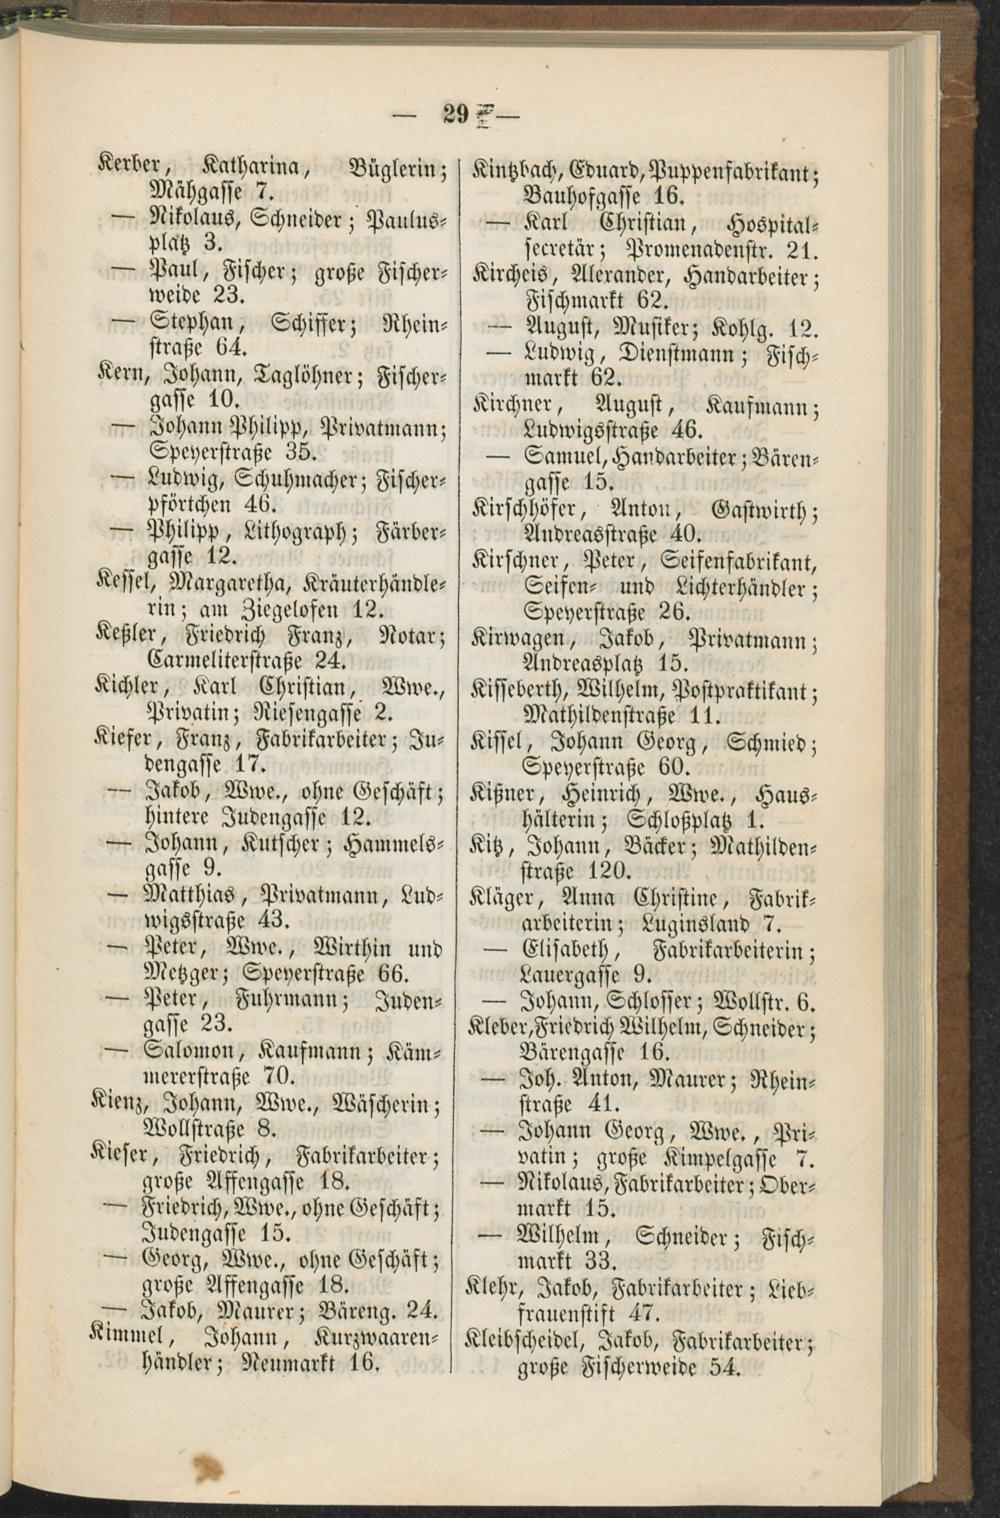 — 29 —
Kerber, Katharina, Büglerin;
Mähgasse 7.
— Nikolaus, Schneider; Paulus-
platz 3.
— Paul, Fischer; große Fischer-
weide 23.
— Stephan, Schiffer; Rhein-
straße 64.
Kern, Johann, Taglöhner; Fischer-
gasse 10.
— Johann Philipp, Privatmann;
Speyerstraße 35.
— Ludwig, Schuhmacher; Fischer-
pförtchen 46.
— Philipp, Lithograph; Färber-
gasse 12.
Kessel, Margaretha, Kräuterhändle-
rin; am Ziegelofen 12.
Keßler, Friedrich Franz, Notar;
Carmeliterstraße 24.
Kichler, Karl Christian, Wwe.,
Privatin; Riesengasse 2.
Kiefer, Franz, Fabrikarbeiter; Ju-
dengasse 17.
— Jakob, Wwe., ohne Geschäft;
hintere Judengasse 12.
— Johann, Kutscher; Hammels-
gasse 9.
— Matthias, Privatmann, Lud-
wigsstraße 43.
— Peter, Wwe., Wirthin und
Metzger; Speyerstraße 66.
— Peter, Fuhrmann; Juden-
gasse 23.
— Salomon, Kaufmann; Käm-
mererstraße 70.
Kienz, Johann, Wwe., Wäscherin;
Wollstraße 8.
Kieser, Friedrich, Fabrikarbeiter;
große Affengasse 18.
— Friedrich, Wwe., ohne Geschäft;
Judengasse 15.
— Georg, Wwe., ohne Geschäft;
große Affengasse 18.
— Jakob, Maurer; Bäreng. 24.
Kimmel, Johann, Kurzwaaren-
händler; Neumarkt 16.
Kintzbach, Eduard, Puppenfabrikant;
Bauhofgasse 16.
— Karl Christian, Hospital-
secretär; Promenadenstr. 21.
Kircheis, Alexander, Handarbeiter;
Fischmarkt 62.
— August, Musiker; Kohlg. 12.
— Ludwig, Dienstmann; Fisch-
markt 62.
Kirchner, August, Kaufmann;
Ludwigsstraße 46.
— Samuel, Handarbeiter; Bären-
gasse 15.
Kirschhöfer, Anton, Gastwirth;
Andreasstraße 40.
Kirschner, Peter, Seifenfabrikant,
Seifen- und Lichterhändler;
Speyerstraße 26.
Kirwagen, Jakob, Privatmann;
Andreasplatz 15.
Kisseberth, Wilhelm, Postpraktikant;
Mathildenstraße 11.
Kissel, Johann Georg, Schmied;
Speyerstraße 60.
Kißner, Heinrich, Wwe., Haus-
hälterin; Schloßplatz 1.
Kitz, Johann, Bäcker; Mathilden-
straße 120.
Kläger, Anna Christine, Fabrik-
arbeiterin; Luginsland 7.
— Elisabeth, Fabrikarbeiterin;
Lauergasse 9.
— Johann, Schlosser; Wollstr. 6.
Kleber, Friedrich Wilhelm, Schneider;
Bärengasse 16.
— Joh. Anton, Maurer; Rhein-
straße 41.
— Johann Georg, Wwe., Pri-
vatin; große Kimpelgasse 7.
— Nikolaus, Fabrikarbeiter; Ober-
markt 15.
— Wilhelm, Schneider; Fisch-
markt 33.
Klehr, Jakob, Fabrikarbeiter; Lieb-
frauenstift 47.
Kleibscheidel, Jakob, Fabrikarbeiter;
große Fischerweide 54.